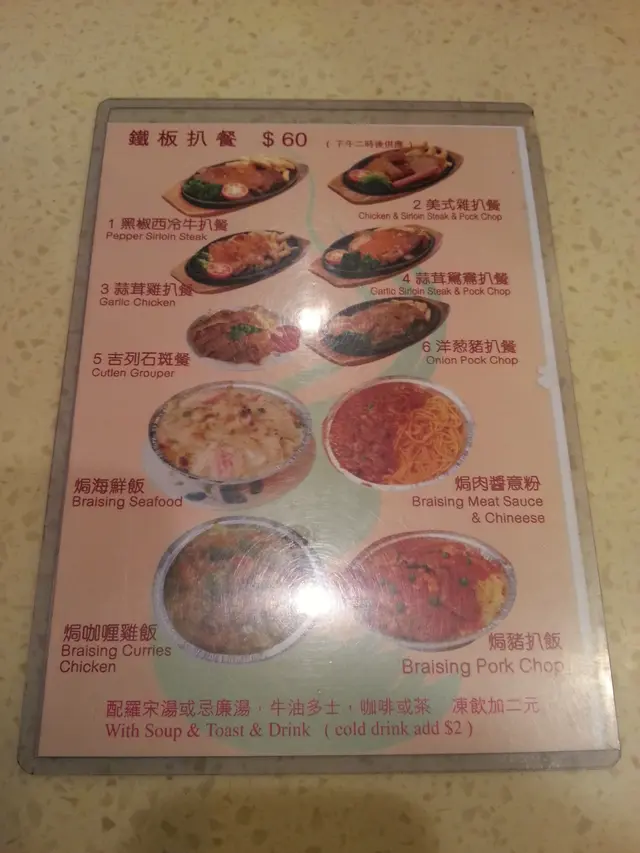 鐵板扒餐 $60 (下午二時後供應)
1 黑椒西冷牛扒餐
Pepper Sirloin Steak
2 美式雞扒餐
Chicken & Sirloin Steak & Pock Chop
3 蒜茸雞扒餐
Garlic Chicken
4 蒜茸鴛鴦扒餐
Garlic Sirloin Steak & Pock Chop
5 吉列石斑餐
Cutlen Grouper
6 洋葱豬扒餐
Onion Pock Chop
焗海鮮飯
Braising Seafood
焗肉醬意粉
Braising Meat Sauce
& Chineese
焗咖喱雞飯
Braising Curries
Chicken
焗豬扒飯
Braising Pork Chop
配羅宋湯或忌廉湯，牛油多士，咖啡或茶 凍飲加二元
With Soup & Toast & Drink ( cold drink add $2 )